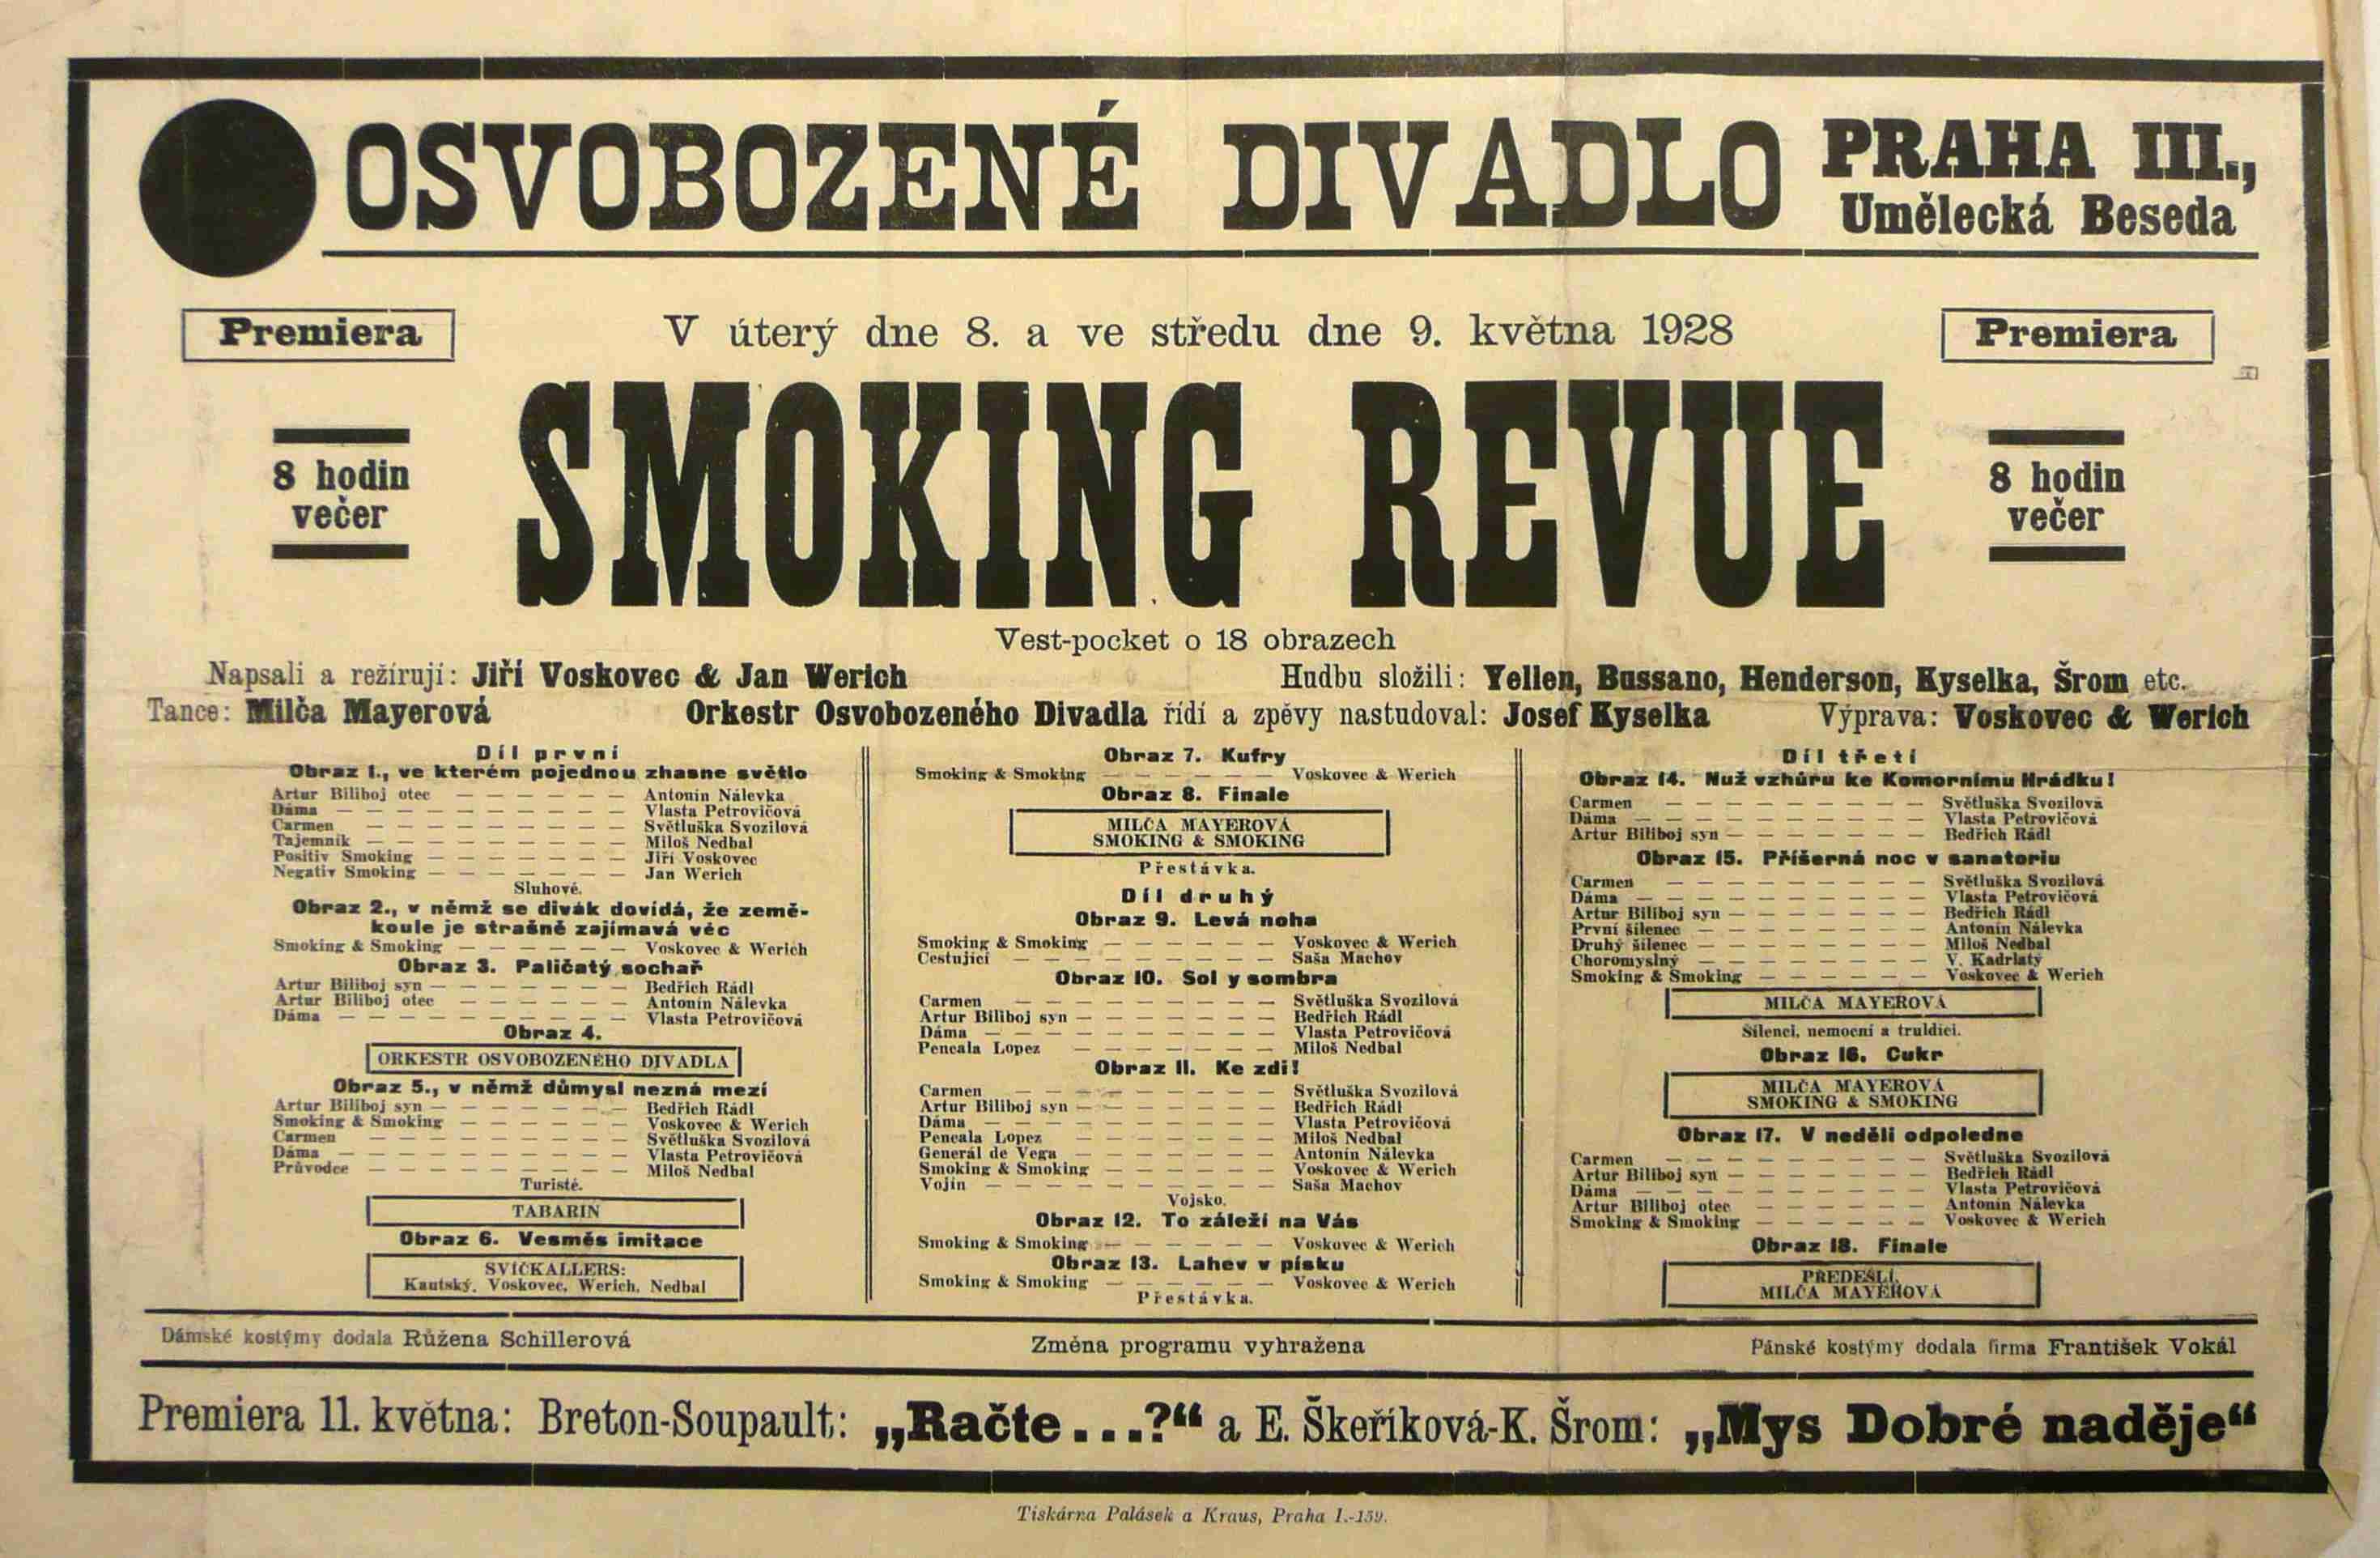 OSVOBOZENÉ DIVADLO PRAHA III.,
Umělecká Beseda
Premiera
V úterý dne 8. a ve středu dne 9. května 1928
Premiera
8 hodin
večer
SMOKING REVUE
8 hodin
večer
Vest-pocket o 18 obrazech
Napsali a režírují: Jiří Voskovec & Jan Werich
Hudbu složili: Yellen, Bussano, Henderson, Kyselka, Šrom etc.
Tance: Milča Mayerová
Orkestr Osvobozeného Divadla řídí a zpěvy nastudoval: Josef Kyselka
Výprava: Voskovec & Werich
Díl první
Obraz 1., ve kterém pojednou zhasne světlo
Artur Biliboj otec — — — — — — Antonín Nálevka
Dáma — — — — — — — — — Vlasta Petrovičová
Carmen — — — — — — — — Světluška Svozilová
Tajemník — — — — — — — — Miloš Nedbal
Positiv Smoking — — — — — — — Jiří Voskovec
Negativ Smoking — — — — — — — Jan Werich
Sluhové.
Obraz 2., v němž se divák dovídá, že země-
koule je strašně zajímavá věc
Smoking & Smoking — — — — — — Voskovec & Werich
Obraz 3. Paličatý sochař
Artur Biliboj syn — — — — — — — Bedřich Rádl
Artur Biliboj otec — — — — — — Antonín Nálevka
Dáma — — — — — — — — — Vlasta Petrovičová
Obraz 4.
ORKESTR OSVOBOZENÉHO DIVADLA
Obraz 5., v němž důmysl nezná mezí
Artur Biliboj syn — — — — — — — Bedřich Rádl
Smoking & Smoking — — — — — — Voskovec & Werich
Carmen — — — — — — — — Světluška Svozilová
Dáma — — — — — — — — — Vlasta Petrovičová
Průvodce — — — — — — — — Miloš Nedbal
Turisté.
TABARIN
Obraz 6. Vesměs imitace
SVÍČKALLERS:
Kautský, Voskovec, Werich, Nedbal
Obraz 7. Kufry
Smoking & Smoking — — — — — — Voskovec & Werich
Obraz 8. Finale
MILČA MAYEROVÁ
SMOKING & SMOKING
Přestávka.
Díl druhý
Obraz 9. Levá noha
Smoking & Smoking — — — — — — Voskovec & Werich
Cestující — — — — — — — — Saša Machov
Obraz 10. Sol y sombra
Carmen — — — — — — — — Světluška Svozilová
Artur Biliboj syn — — — — — — — Bedřich Rádl
Dáma — — — — — — — — — Vlasta Petrovičová
Pencala Lopez — — — — — — — Miloš Nedbal
Obraz 11. Ke zdi!
Carmen — — — — — — — — Světluška Svozilová
Artur Biliboj syn — — — — — — — Bedřich Rádl
Dáma — — — — — — — — — Vlasta Petrovičová
Pencala Lopez — — — — — — — Miloš Nedbal
Generál de Vega — — — — — — — Antonín Nálevka
Smoking & Smoking — — — — — — Voskovec & Werich
Vojín — — — — — — — — — Saša Machov
Vojsko.
Obraz 12. To záleží na Vás
Smoking & Smoking — — — — — — Voskovec & Werich
Obraz 13. Lahev v písku
Smoking & Smoking — — — — — — Voskovec & Werich
Přestávka.
Díl třetí
Obraz 14. Nuž vzhůru ke Komornímu Hrádku!
Carmen — — — — — — — — — Světluška Svozilová
Dáma — — — — — — — — — Vlasta Petrovičová
Artur Biliboj syn — — — — — — — Bedřich Rádl
Obraz 15. Příšerná noc v sanatoriu
Carmen — — — — — — — — — Světluška Svozilová
Dáma — — — — — — — — — Vlasta Petrovičová
Artur Biliboj syn — — — — — — — Bedřich Rádl
První šílenec — — — — — — — — Antonín Nálevka
Druhý šílenec — — — — — — — — Miloš Nedbal
Choromyslný — — — — — — — — V. Kadrlatý
Smoking & Smoking — — — — — — Voskovec & Werich
MILČA MAYEROVÁ
Šílenci, nemocní a truldíci.
Obraz 16. Cukr
MILČA MAYEROVÁ
SMOKING & SMOKING
Obraz 17. V neděli odpoledne
Carmen — — — — — — — — — Světluška Svozilová
Artur Biliboj syn — — — — — — — Bedřich Rádl
Dáma — — — — — — — — — Vlasta Petrovičová
Artur Biliboj otec — — — — — — Antonín Nálevka
Smoking & Smoking — — — — — — Voskovec & Werich
Obraz 18. Finale
PŘEDEŠLÍ,
MILČA MAYEROVÁ
Dámské kostýmy dodala Růžena Schillerová
Změna programu vyhražena
Pánské kostýmy dodala firma František Vokál
Premiera 11. května: Breton-Soupault: „Račte...?“ a E. Škeříková-K. Šrom: „Mys Dobré naděje“
Tiskárna Palásek a Kraus, Praha I.-159.